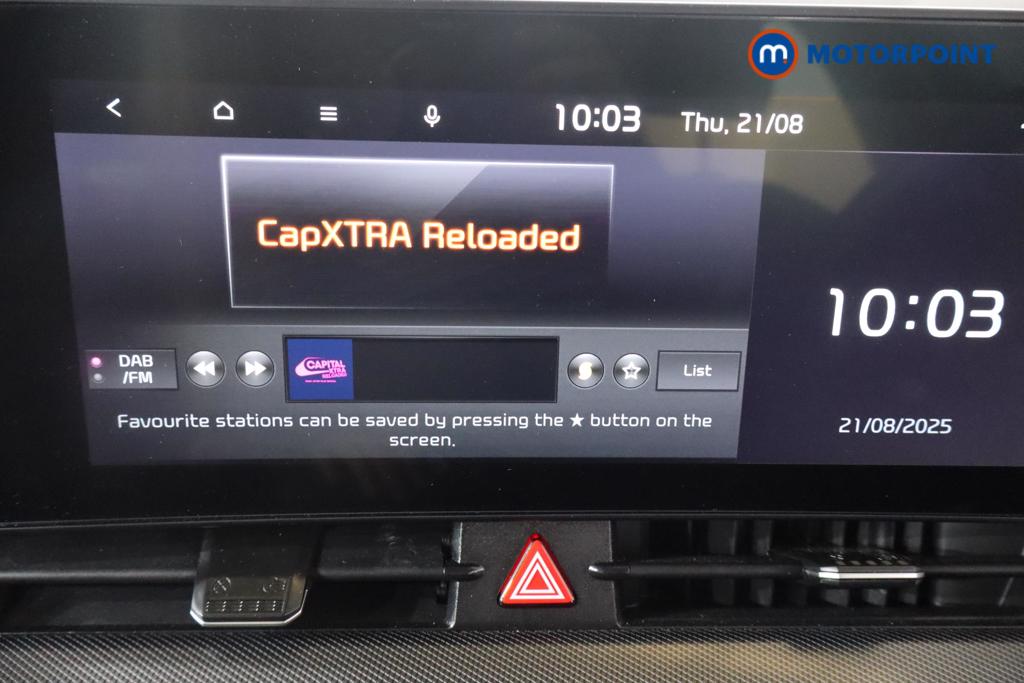 m MOTORPOINT
10:03 Thu, 21/08
CapXTRA Reloaded
10:03
DAB
/FM
CAPITAL
XTRA
RELOADED
List
Favourite stations can be saved by pressing the ★ button on the
screen.
21/08/2025